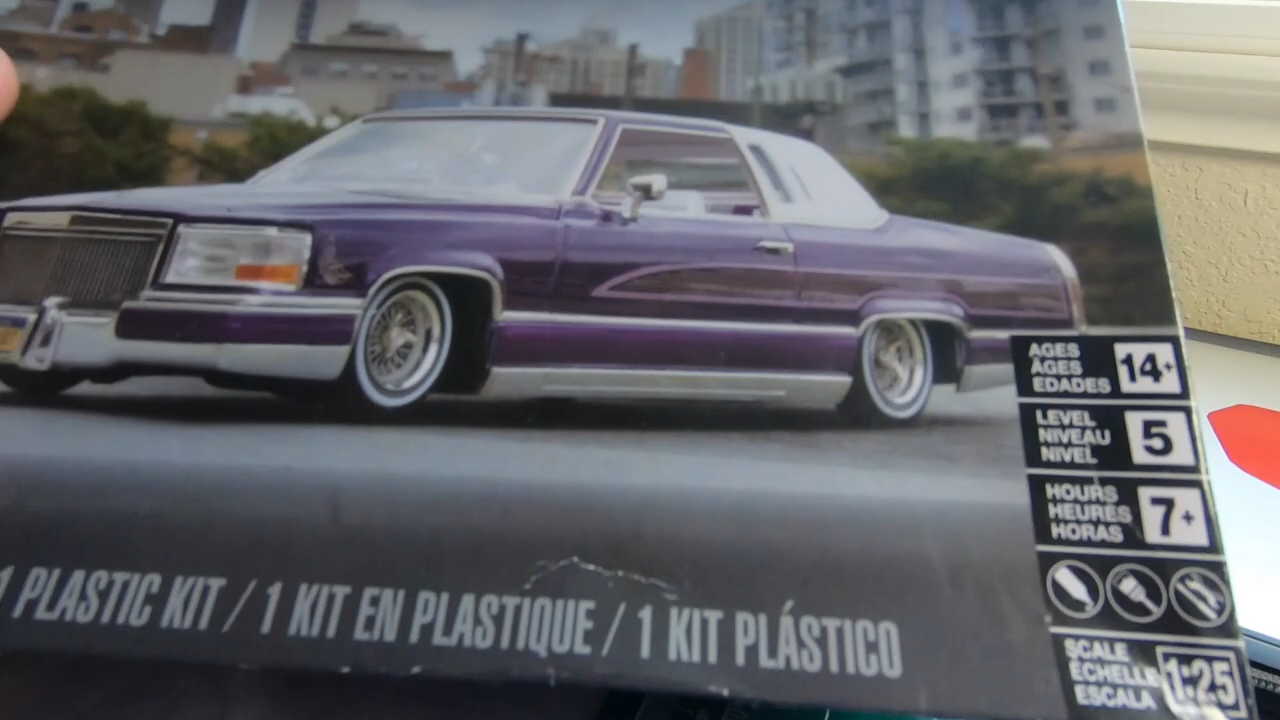 AGES
ÂGES
EDADES
14+
LEVEL
NIVEAU
NIVEL
5
HOURS
HEURES
HORAS
7+
1 PLASTIC KIT / 1 KIT EN PLASTIQUE / 1 KIT PLÁSTICO
SCALE
ÉCHELLE
ESCALA
1:25